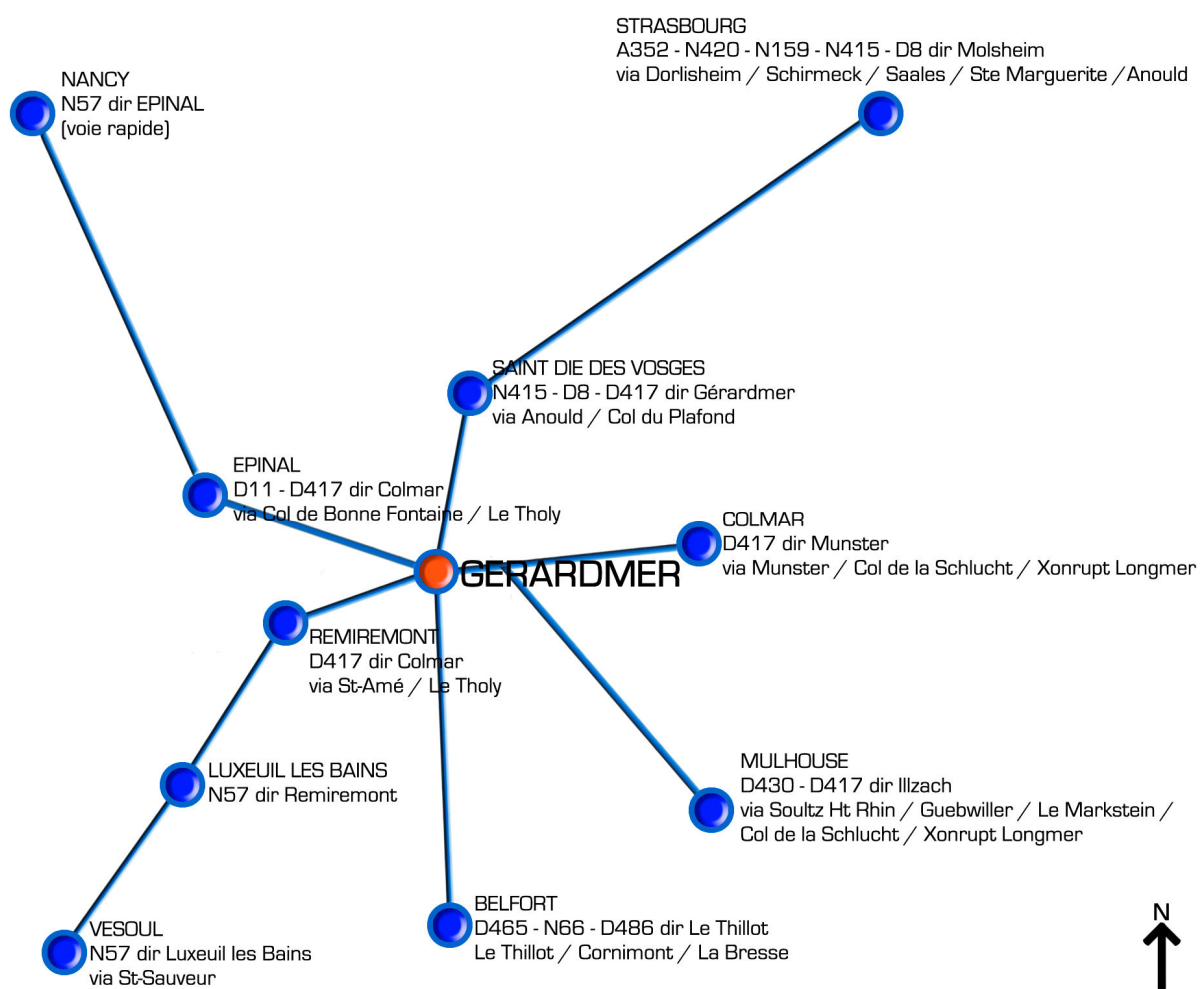 STRASBOURG
A352 - N420 - N159 - N415 - D8 dir Molsheim
via Dorlisheim / Schirmeck / Saales / Ste Marguerite /Anould
NANCY
N57 dir EPINAL
(voie rapide)
SAINT DIE DES VOSGES
N415 - D8 - D417 dir Gérardmer
via Anould / Col du Plafond
EPINAL
D11 - D417 dir Colmar
via Col de Bonne Fontaine / Le Tholy
COLMAR
D417 dir Munster
via Munster / Col de la Schlucht / Xonrupt Longmer
GERARDMER
REMIREMONT
D417 dir Colmar
via St-Amé / Le Tholy
LUXEUIL LES BAINS
N57 dir Remiremont
MULHOUSE
D430 - D417 dir Illzach
via Soultz Ht Rhin / Guebwiller / Le Markstein /
Col de la Schlucht / Xonrupt Longmer
BELFORT
D465 - N66 - D486 dir Le Thillot
Le Thillot / Cornimont / La Bresse
VESOUL
N57 dir Luxeuil les Bains
via St-Sauveur
N